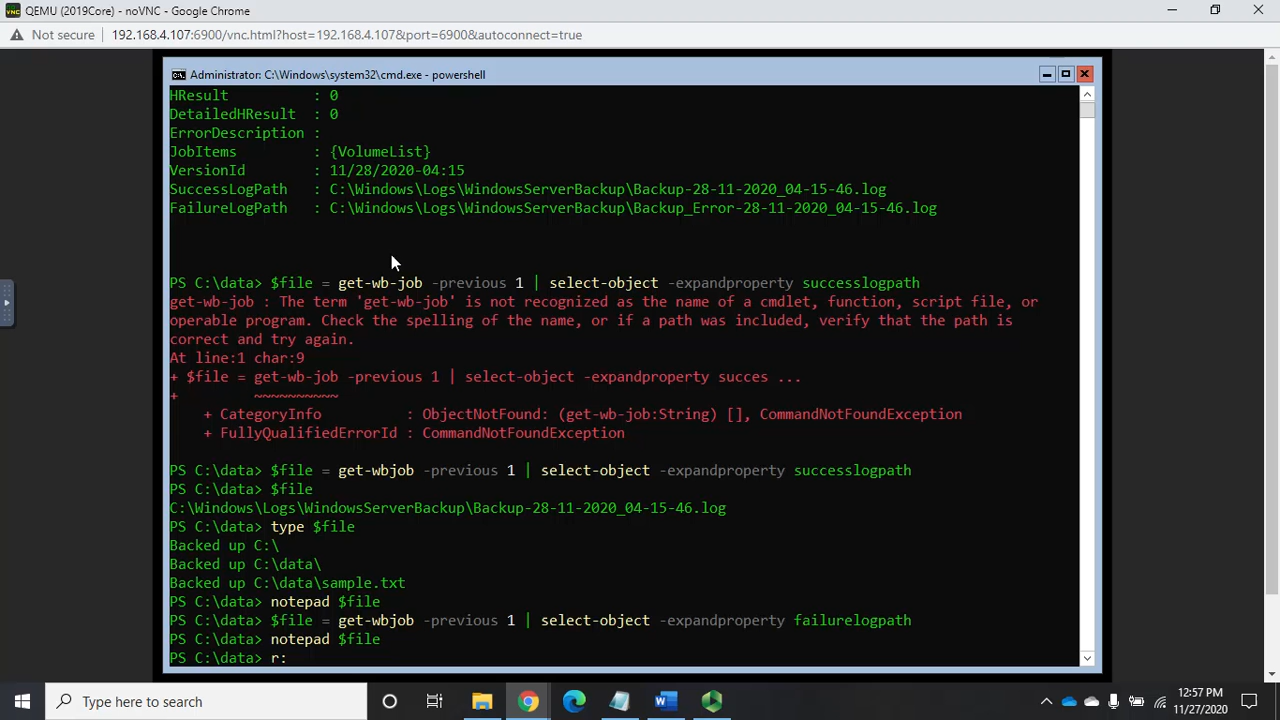 QEMU (2019Core) - noVNC - Google Chrome
Not secure 192.168.4.107:6900/vnc.html?host=192.168.4.107&port=6900&autoconnect=true
Administrator: C:\Windows\system32\cmd.exe - powershell
HResult : 0
DetailedHResult : 0
ErrorDescription :
JobItems : {VolumeList}
VersionId : 11/28/2020-04:15
SuccessLogPath : C:\Windows\Logs\WindowsServerBackup\Backup-28-11-2020_04-15-46.log
FailureLogPath : C:\Windows\Logs\WindowsServerBackup\Backup_Error-28-11-2020_04-15-46.log
PS C:\data> $file = get-wb-job -previous 1 | select-object -expandproperty successlogpath
get-wb-job : The term 'get-wb-job' is not recognized as the name of a cmdlet, function, script file, or
operable program. Check the spelling of the name, or if a path was included, verify that the path is
correct and try again.
At line:1 char:9
+ $file = get-wb-job -previous 1 | select-object -expandproperty succes ...
+ ~~~~~~~~~~
+ CategoryInfo : ObjectNotFound: (get-wb-job:String) [], CommandNotFoundException
+ FullyQualifiedErrorId : CommandNotFoundException
PS C:\data> $file = get-wbjob -previous 1 | select-object -expandproperty successlogpath
PS C:\data> $file
C:\Windows\Logs\WindowsServerBackup\Backup-28-11-2020_04-15-46.log
PS C:\data> type $file
Backed up C:\
Backed up C:\data\
Backed up C:\data\sample.txt
PS C:\data> notepad $file
PS C:\data> $file = get-wbjob -previous 1 | select-object -expandproperty failurelogpath
PS C:\data> notepad $file
PS C:\data> r:
Type here to search
12:57 PM
11/27/2020